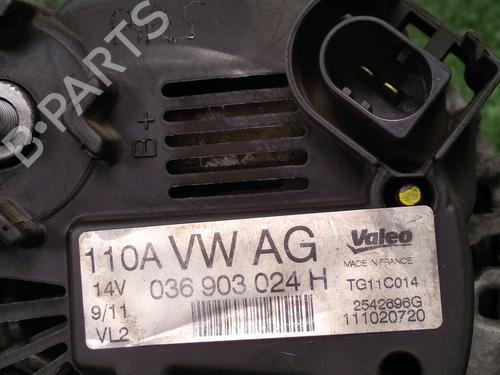 B-PARTS
B+
110A VW AG
Valeo
MADE IN FRANCE
14V
036 903 024 H
TG11C014
9/11
2542696G
VL2
111020720